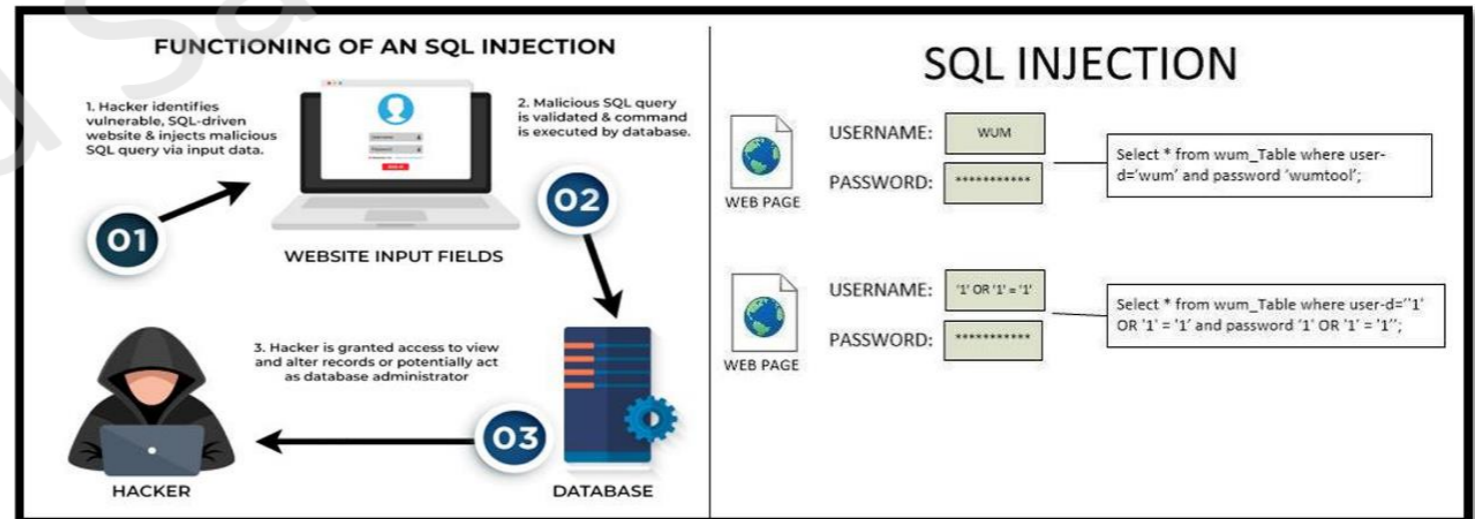 FUNCTIONING OF AN SQL INJECTION
1. Hacker identifies
vulnerable, SQL-driven
website & injects malicious
SQL query via input data.
2. Malicious SQL query
is validated & command
is executed by database.
01
02
WEBSITE INPUT FIELDS
3. Hacker is granted access to view
and alter records or potentially act
as database administrator
03
HACKER
DATABASE
SQL INJECTION
USERNAME:
WUM
PASSWORD:
***********
WEB PAGE
Select * from wum_Table where user-
d='wum' and password 'wumtool';
USERNAME:
'1' OR '1' = '1'
PASSWORD:
***********
WEB PAGE
Select * from wum_Table where user-d=''1'
OR '1' = '1' and password '1' OR '1' = '1'';